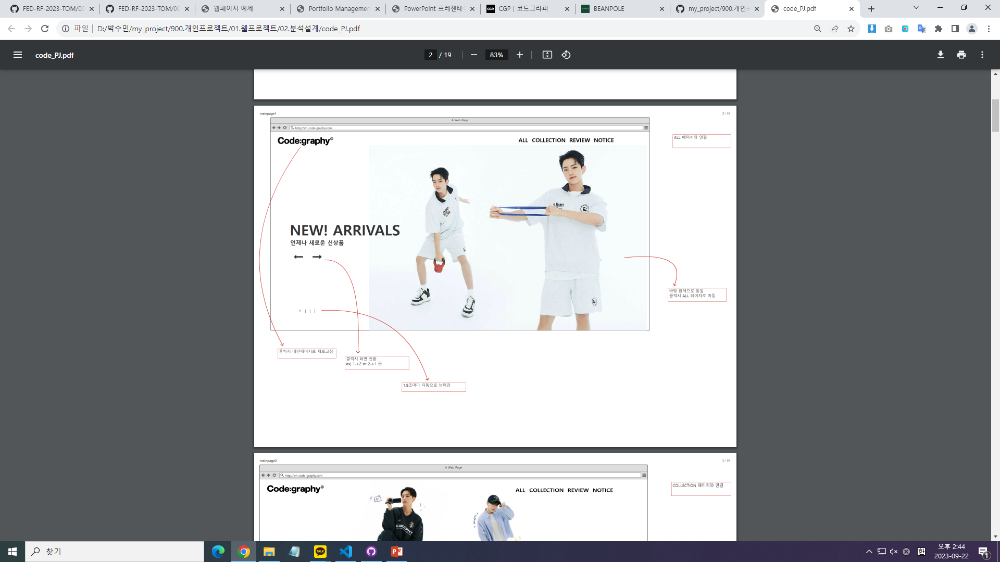 FED-RF-2023-TOM/00
FED-RF-2023-TOM/00
웹페이지 예제
Portfolio Managemen
PowerPoint 프레젠테이
CGP | 코드그라피
BEANPOLE
my_project/900.개인프
code_PJ.pdf
파일
D:/박수민/my_project/900.개인프로젝트/01.웹프로젝트/02.분석설계/code_PJ.pdf
code_PJ.pdf
2 / 19
83%
mainpage1
2 / 19
A Web Page
http://sm-code-graphy.com
Code:graphy©
ALL COLLECTION REVIEW NOTICE
ALL 페이지와 연결
NEW! ARRIVALS
언제나 새로운 신상품
바탕 흰색으로 통일
클릭시 ALL 페이지로 이동
1 | | |
클릭시 메인페이지로 새로고침
클릭시 화면 전환
ex) 1->2 or 2->1 등
1.5초마다 자동으로 넘어감
mainpage2
3 / 19
A Web Page
http://sm-code-graphy.com
Code:graphy©
ALL COLLECTION REVIEW NOTICE
COLLECTION 페이지와 연결
찾기
TALK
한
오후 2:44
2023-09-22
1